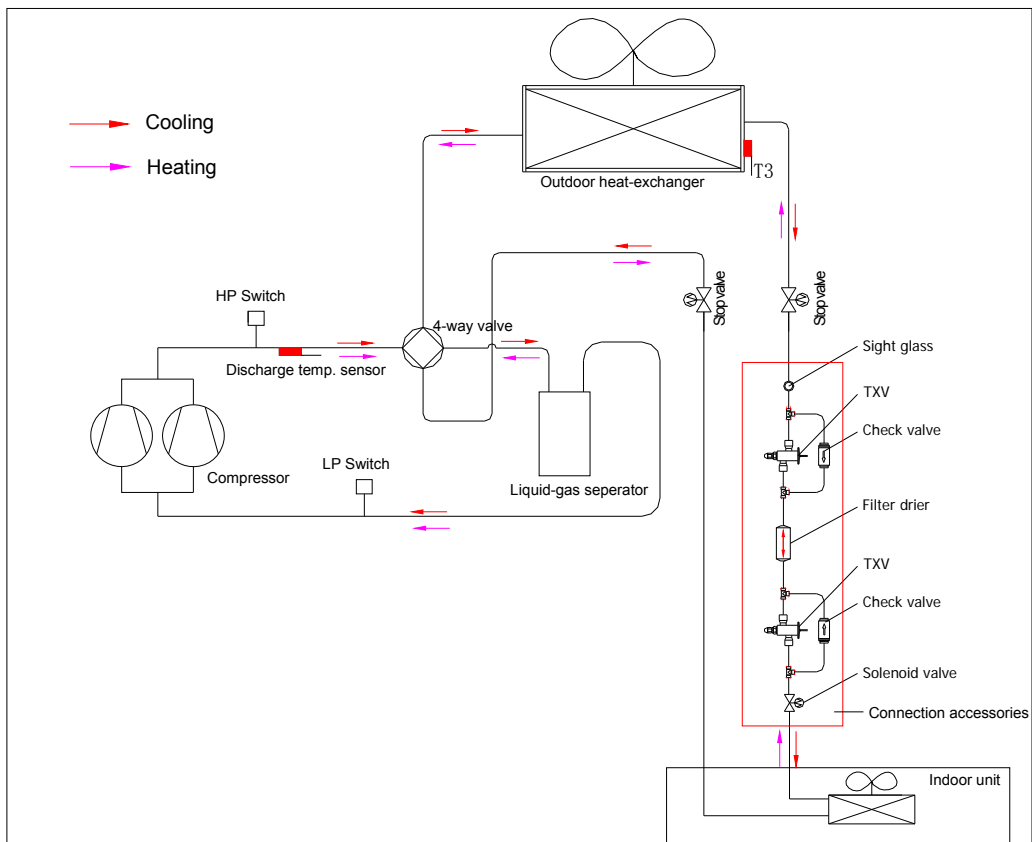 Cooling
Heating
T3
Outdoor heat-exchanger
HP Switch
4-way valve
Stop valve
Stop valve
Discharge temp. sensor
Sight glass
TXV
Check valve
Compressor
LP Switch
Liquid-gas seperator
Filter drier
TXV
Check valve
Solenoid valve
Connection accessories
Indoor unit